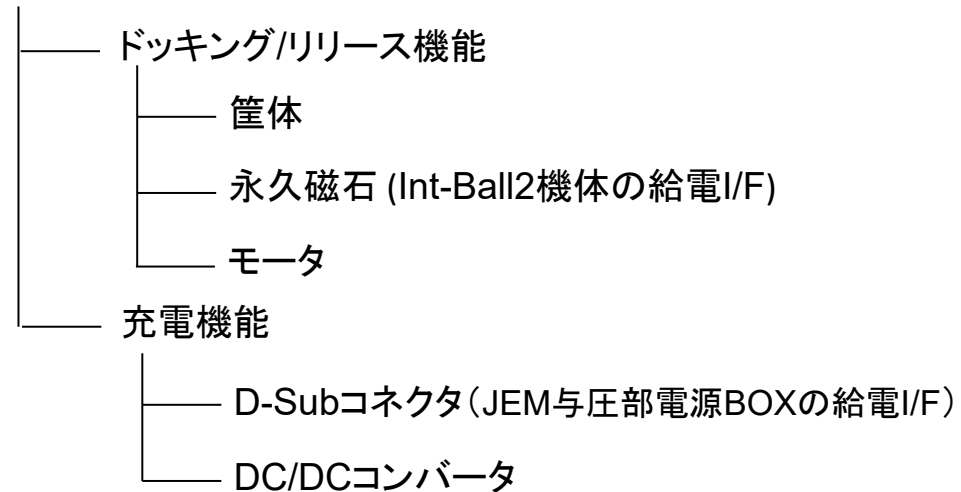 ドッキング/リリース機能
筐体
永久磁石 (Int-Ball2機体の給電I/F)
モータ
充電機能
D-Subコネクタ（JEM与圧部電源BOXの給電I/F）
DC/DCコンバータ